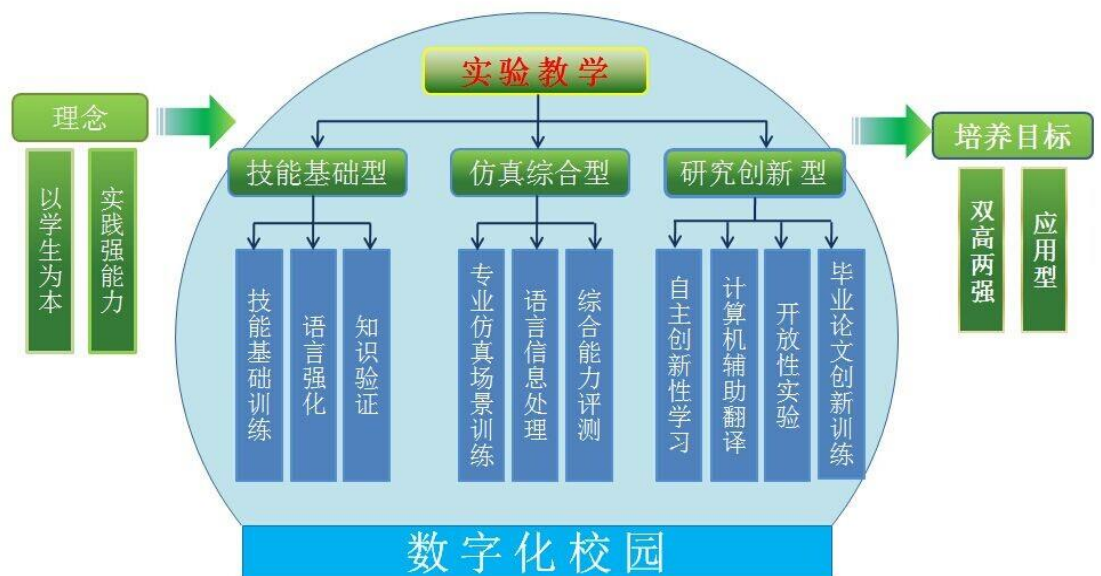 实验教学
理念
以学生为本
实践强能力
技能基础型
仿真综合型
研究创新型
技能基础训练
语言强化
知识验证
专业仿真场景训练
语言信息处理
综合能力评测
自主创新性学习
计算机辅助翻译
开放性实验
毕业论文创新训练
培养目标
双高两强
应用型
数字化校园